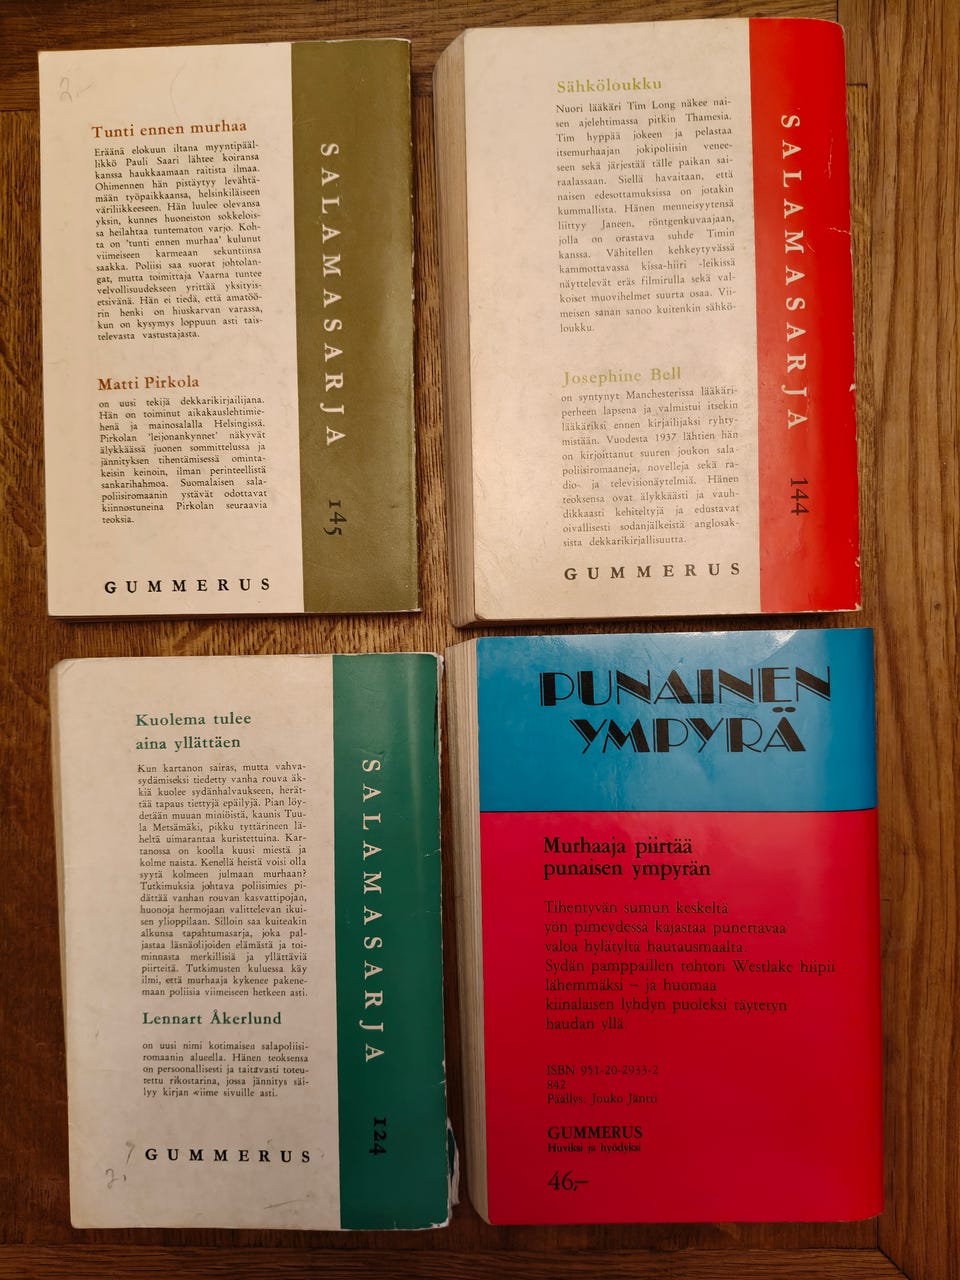 2-
Tunti ennen murhaa
Eräänä elokuun iltana myyntipääl-
likkö Pauli Saari lähtee koiransa
kanssa haukkaamaan raitista ilmaa.
Ohimennen hän pistäytyy levähtä-
mään työpaikkaansa, helsinkiläiseen
väriliikkeeseen. Hän luulee olevansa
yksin, kunnes huoneiston sokkelois-
sa heilahtaa tuntematon varjo. Koh-
ta on 'tunti ennen murhaa' kulunut
viimeiseen karmeaan sekuntiinsa
saakka. Poliisi saa suorat johtolan-
gat, mutta toimittaja Vaarna tuntee
velvollisuudekseen yrittää yksityis-
etsivänä. Hän ei tiedä, että amatöö-
rin henki on hiuskarvan varassa,
kun on kysymys loppuun asti tais-
televasta vastustajasta.
Matti Pirkola
on uusi tekijä dekkarikirjailijana.
Hän on toiminut aikakauslehtimie-
henä ja mainosalalla Helsingissä.
Pirkolan 'leijonankynnet' näkyvät
älykkäässä juonen sommittelussa ja
jännityksen tihentämisessä ominta-
keisin keinoin, ilman perinteellistä
sankarihahmoa. Suomalaisen sala-
poliisiromaanin ystävät odottavat
kiinnostuneina Pirkolan seuraavia
teoksia.
GUMMERUS
SALAMASARJA 145
Sähköloukku
Nuori lääkäri Tim Long näkee nai-
sen ajelehtimassa pitkin Thamesia.
Tim hyppää jokeen ja pelastaa
itsemurhaajan jokipoliisin venee-
seen sekä järjestää tälle paikan sai-
raalassaan. Siellä havaitaan, että
naisen edesottamuksissa on jotakin
kummallista. Hänen menneisyytensä
liittyy Janeen, röntgenkuvaajaan,
jolla on orastava suhde Timin
kanssa. Vähitellen kehkeytyvässä
kammottavassa kissa-hiiri -leikissä
näyttelevät eräs filmirulla sekä val-
koiset muovihelmet suurta osaa. Vii-
meisen sanan sanoo kuitenkin sähkö-
loukku.
Josephine Bell
on syntynyt Manchesterissa lääkäri-
perheen lapsena ja valmistui itsekin
lääkäriksi ennen kirjailijaksi ryhty-
mistään. Vuodesta 1937 lähtien hän
on kirjoittanut suuren joukon sala-
poliisiromaaneja, novelleja sekä ra-
dio- ja televisionäytelmiä. Hänen
teoksensa ovat älykkäästi ja vauh-
dikkaasti kehiteltyjä ja edustavat
oivallisesti sodanjälkeistä anglosak-
sista dekkarikirjallisuutta.
GUMMERUS
SALAMASARJA 144
Kuolema tulee
aina yllättäen
Kun kartanon sairas, mutta vahva-
sydämiseksi tiedetty vanha rouva äk-
kiä kuolee sydänhalvaukseen, herät-
tää tapaus tiettyjä epäilyjä. Pian löy-
detään muuan miniöistä, kaunis Tuu-
la Metsämäki, pikku tyttärineen lä-
heltä uimarantaa kuristettuina. Kar-
tanossa on koolla kuusi miestä ja
kolme naista. Kenellä heistä voisi olla
syytä kolmeen julmaan murhaan?
Tutkimuksia johtava poliisimies pi-
dättää vanhan rouvan kasvattipojan,
huonoja hermojaan valittelevan ikui-
sen ylioppilaan. Silloin saa kuitenkin
alkunsa tapahtumasarja, joka pal-
jastaa läsnäolijoiden elämästä ja toi-
minnasta merkillisiä ja yllättäviä
piirteitä. Tutkimusten kuluessa käy
ilmi, että murhaaja kykenee pakene-
maan poliisia viimeiseen hetkeen asti.
Lennart Åkerlund
on uusi nimi kotimaisen salapoliisi-
romaanin alueella. Hänen teoksensa
on persoonallisesti ja taitavasti toteu-
tettu rikostarina, jossa jännitys säi-
lyy kirjan viime sivuille asti.
GUMMERUS
2,
SALAMASARJA 124
PUNAINEN
YMPYRÄ
Murhaaja piirtää
punaisen ympyrän
Tihentyvän sumun keskeltä
yön pimeydessä kajastaa punertavaa
valoa hylätyltä hautausmaalta.
Sydän pamppaillen tohtori Westlake hiipii
lähemmäksi – ja huomaa
kiinalaisen lyhdyn puoleksi täytetyn
haudan yllä.
ISBN 951-20-2933-2
842
Päällys: Jouko Jäntti
GUMMERUS
Huviksi ja hyödyksi
46,–